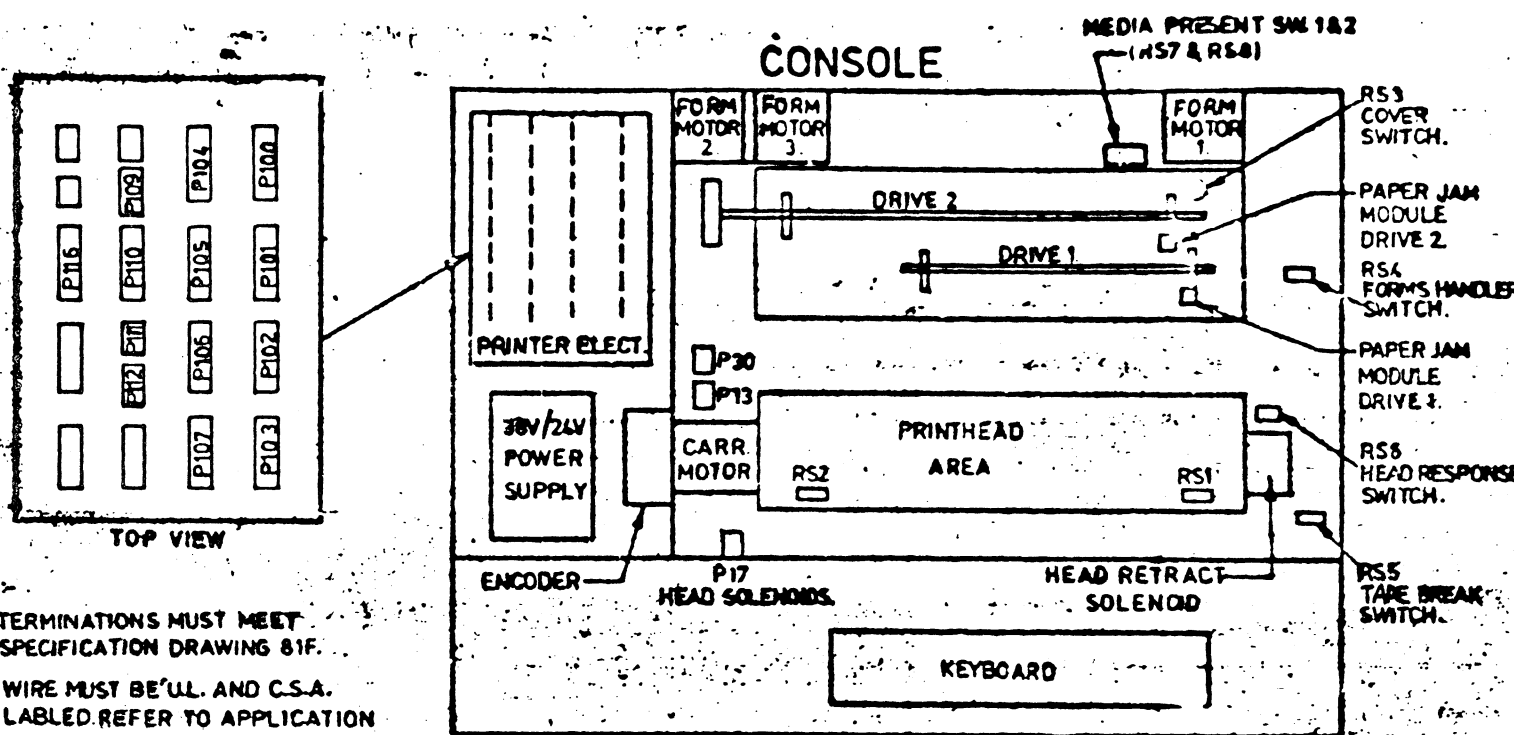 MEDIA PRESENT SW. 1&2
(RS7 & RS8)
CONSOLE
FORM
MOTOR
2.
FORM
MOTOR
3.
FORM
MOTOR
1.
RS3
COVER
SWITCH.
P109
P104
P100
DRIVE 2
PAPER JAM
MODULE
DRIVE 2
P116
P110
P105
P101
DRIVE 1
RS4
FORMS HANDLER
SWITCH.
P111
P112
P106
P102
PRINTER ELECT.
P30
P13
PAPER JAM
MODULE
DRIVE 1.
P107
P103
38V/24V
POWER
SUPPLY
CARR.
MOTOR
PRINTHEAD
AREA
RS2
RS1
RS6
HEAD RESPONSE
SWITCH.
TOP VIEW
ENCODER
P17
HEAD SOLENOIDS.
HEAD RETRACT
SOLENOID
RS5
TAPE BREAK
SWITCH.
TERMINATIONS MUST MEET
SPECIFICATION DRAWING 81F.
WIRE MUST BE U.L. AND C.S.A.
LABLED. REFER TO APPLICATION
KEYBOARD